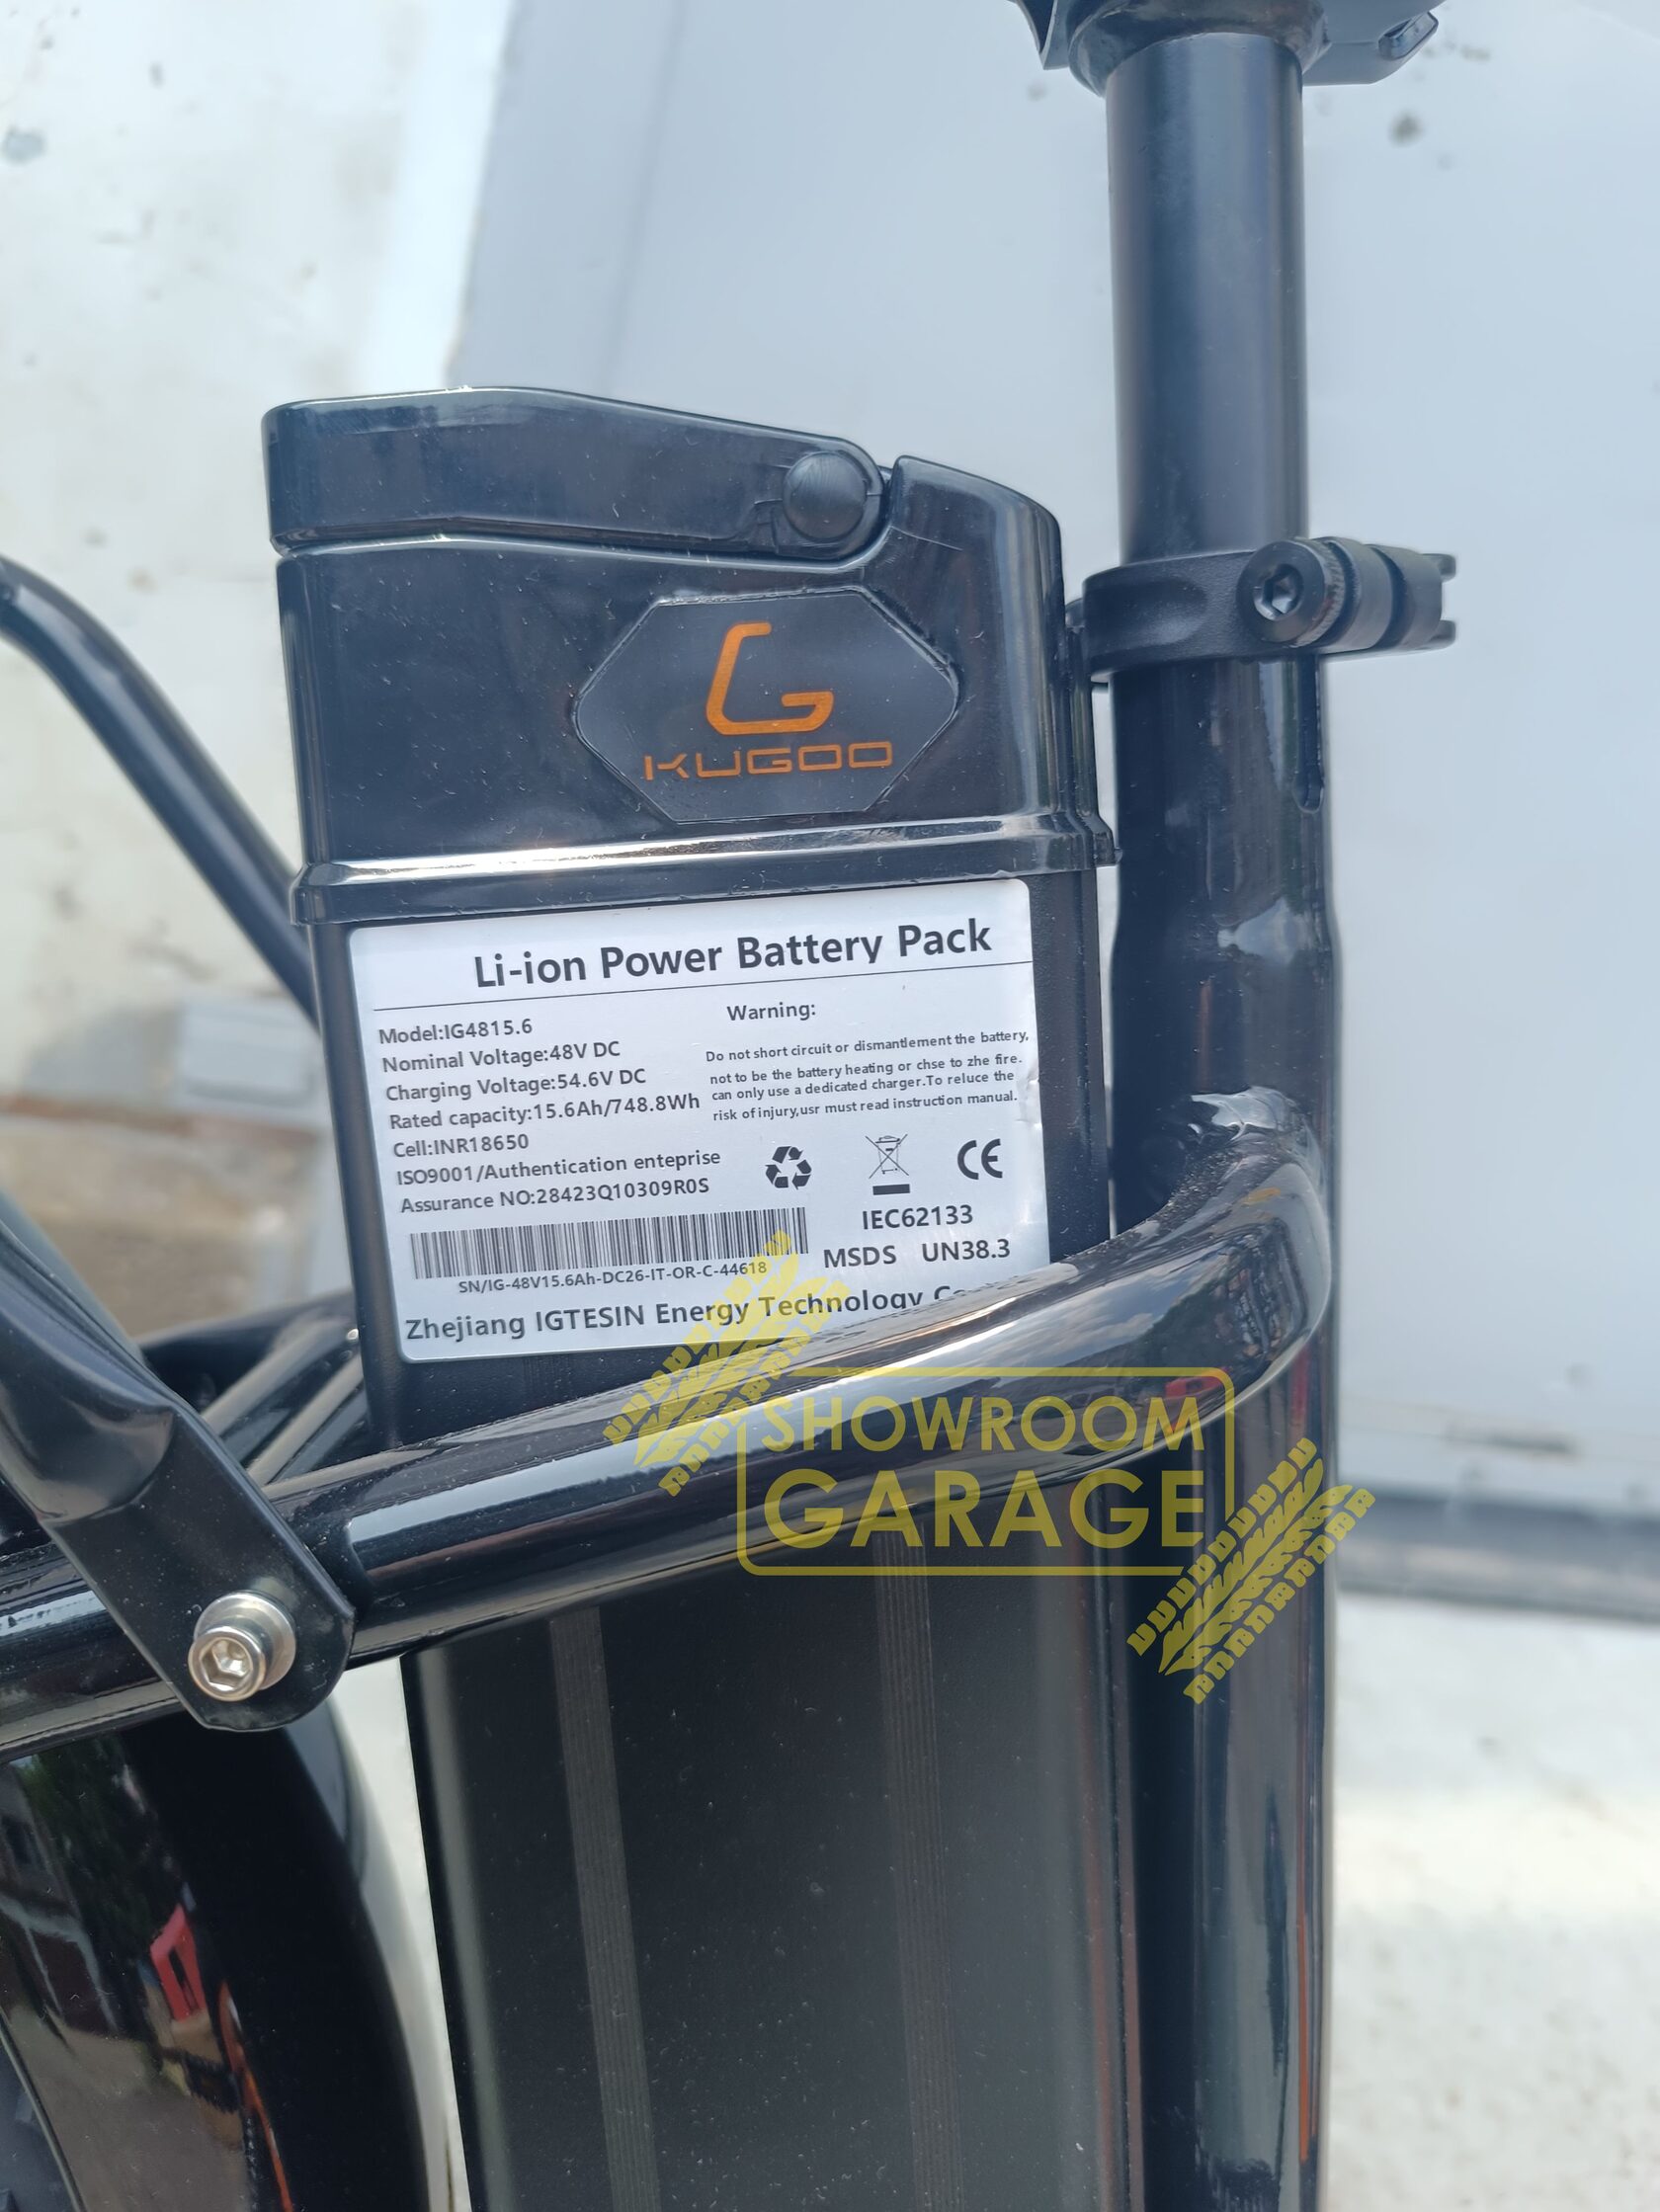 KUGOO
Li-ion Power Battery Pack
Model:IG4815.6
Nominal Voltage:48V DC
Charging Voltage:54.6V DC
Rated capacity:15.6Ah/748.8Wh
Cell:INR18650
ISO9001/Authentication enteprise
Assurance NO:28423Q10309R0S
SN/IG-48V15.6Ah-DC26-IT-OR-C-44618
Warning:
Do not short circuit or dismantlement the battery,
not to be the battery heating or chse to zhe fire.
can only use a dedicated charger.To reluce the
risk of injury,usr must read instruction manual.
CE
IEC62133
MSDS UN38.3
Zhejiang IGTESIN Energy Technology
SHOWROOM
GARAGE